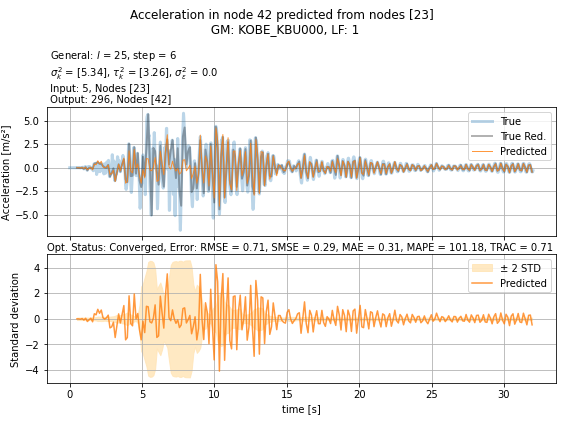 Acceleration in node 42 predicted from nodes [23]
GM: KOBE_KBU000, LF: 1
General: l = 25, step = 6
σ²ₖ = [5.34], τ²ₖ = [3.26], σ²ε = 0.0
Input: 5, Nodes [23]
Output: 296, Nodes [42]
Acceleration [m/s²]
5.0
2.5
0.0
−2.5
−5.0
True
True Red.
Predicted
Opt. Status: Converged, Error: RMSE = 0.71, SMSE = 0.29, MAE = 0.31, MAPE = 101.18, TRAC = 0.71
Standard deviation
4
2
0
−2
−4
± 2 STD
Predicted
0 5 10 15 20 25 30
time [s]